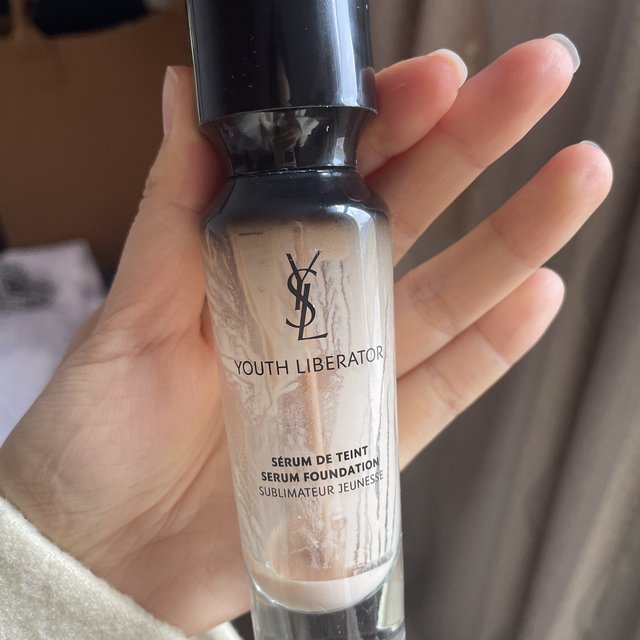 YSL
YOUTH LIBERATOR
SÉRUM DE TEINT
SERUM FOUNDATION
SUBLIMATEUR JEUNESSE